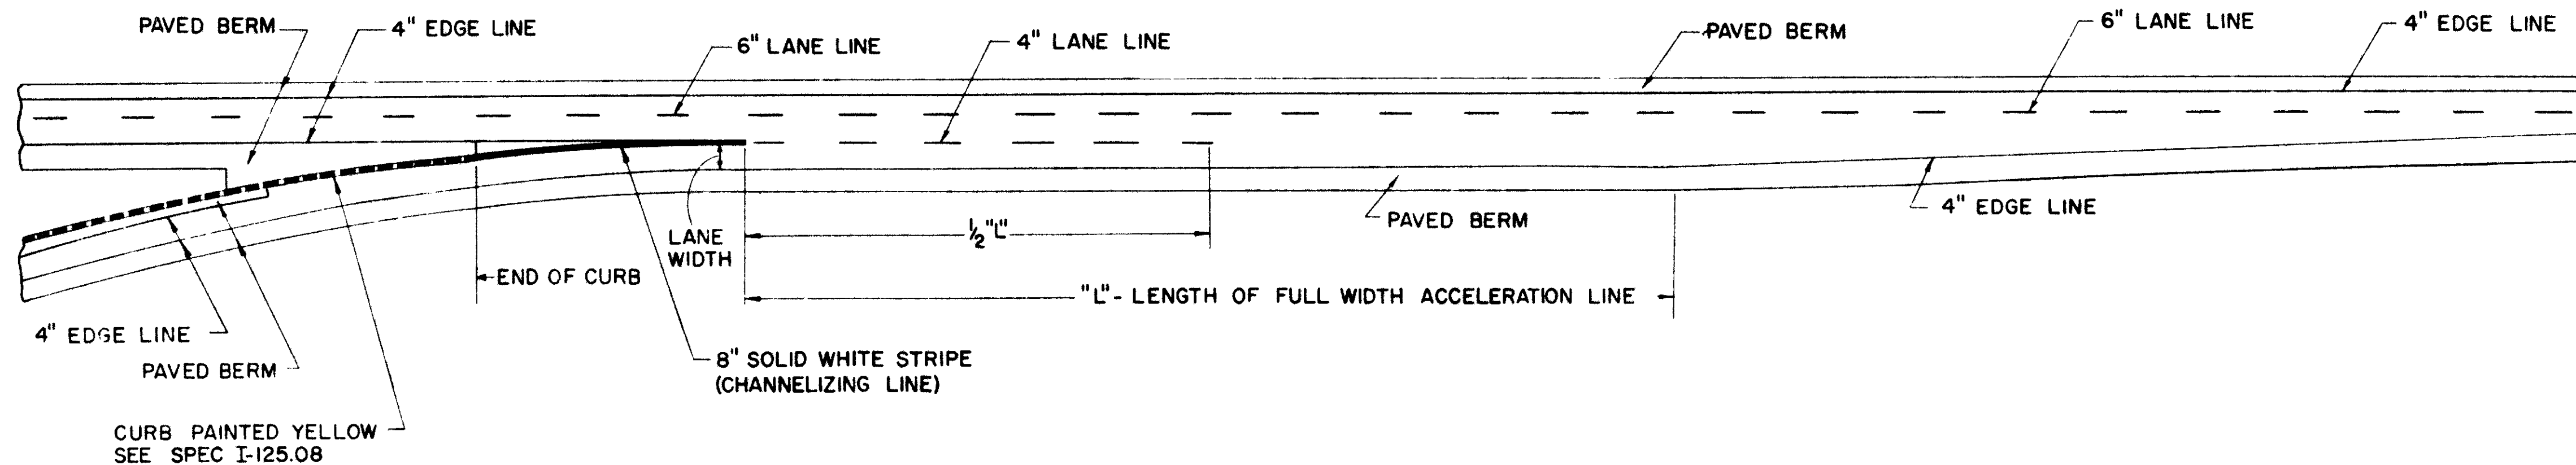 PAVED BERM
4" EDGE LINE
6" LANE LINE
4" LANE LINE
PAVED BERM
6" LANE LINE
4" EDGE LINE
LANE
WIDTH
1/2 "L"
PAVED BERM
4" EDGE LINE
END OF CURB
"L" - LENGTH OF FULL WIDTH ACCELERATION LINE
4" EDGE LINE
PAVED BERM
8" SOLID WHITE STRIPE
(CHANNELIZING LINE)
CURB PAINTED YELLOW
SEE SPEC I-125.08